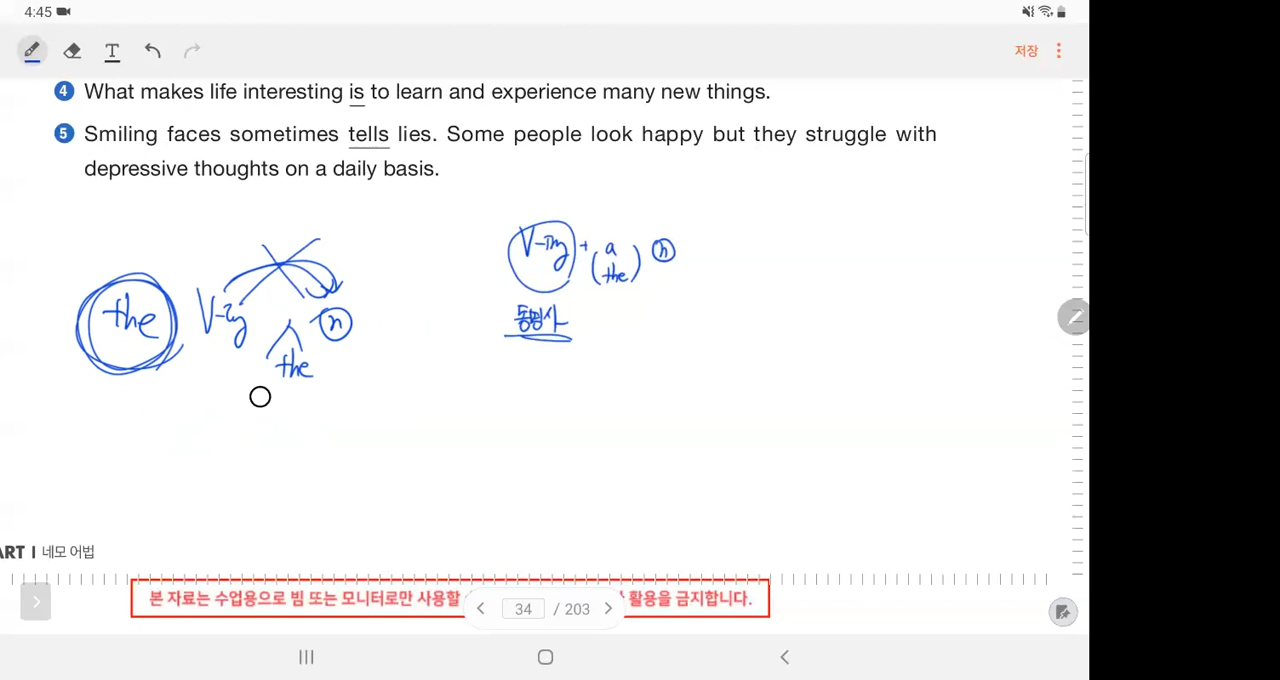 4:45
T
저장
4 What makes life interesting is to learn and experience many new things.
5 Smiling faces sometimes tells lies. Some people look happy but they struggle with
depressive thoughts on a daily basis.
V-ing + ( a
the ) n
the V-ing n
the
동명사
ART I 네모 어법
본 자료는 수업용으로 빔 또는 모니터로만 사용할 활용을 금지합니다.
34 / 203